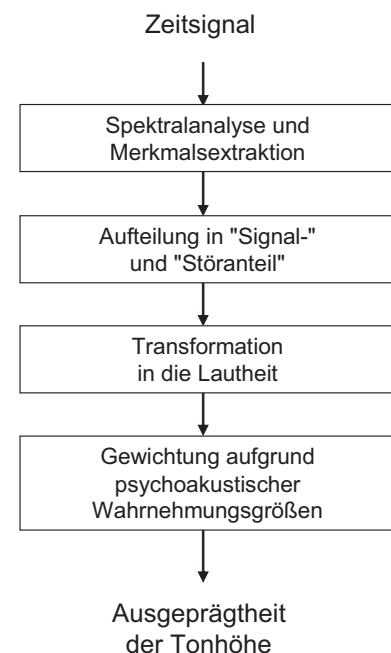 Zeitsignal
Spektralanalyse und
Merkmalsextraktion
Aufteilung in "Signal-"
und "Störanteil"
Transformation
in die Lautheit
Gewichtung aufgrund
psychoakustischer
Wahrnehmungsgrößen
Ausgeprägtheit
der Tonhöhe